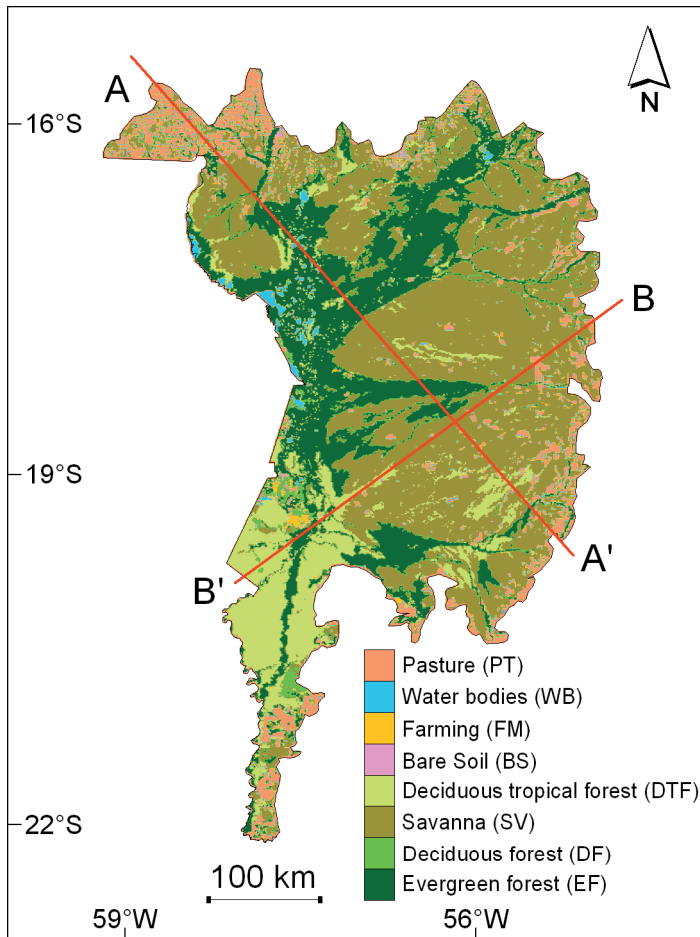 A
N
16°S
B
19°S
A'
B'
Pasture (PT)
Water bodies (WB)
Farming (FM)
Bare Soil (BS)
Deciduous tropical forest (DTF)
Savanna (SV)
Deciduous forest (DF)
Evergreen forest (EF)
22°S
100 km
59°W
56°W